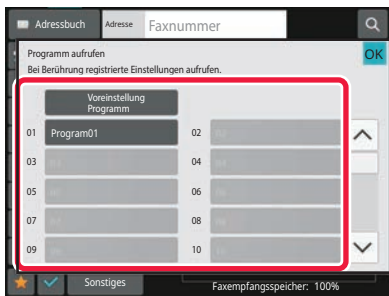 Adressbuch Adresse Faxnummer
Programm aufrufen OK
Bei Berührung registrierte Einstellungen aufrufen.
Voreinstellung
Programm
01 Program01 02
03 04
05 06
07 08
09 10
Sonstiges Faxempfangsspeicher: 100%